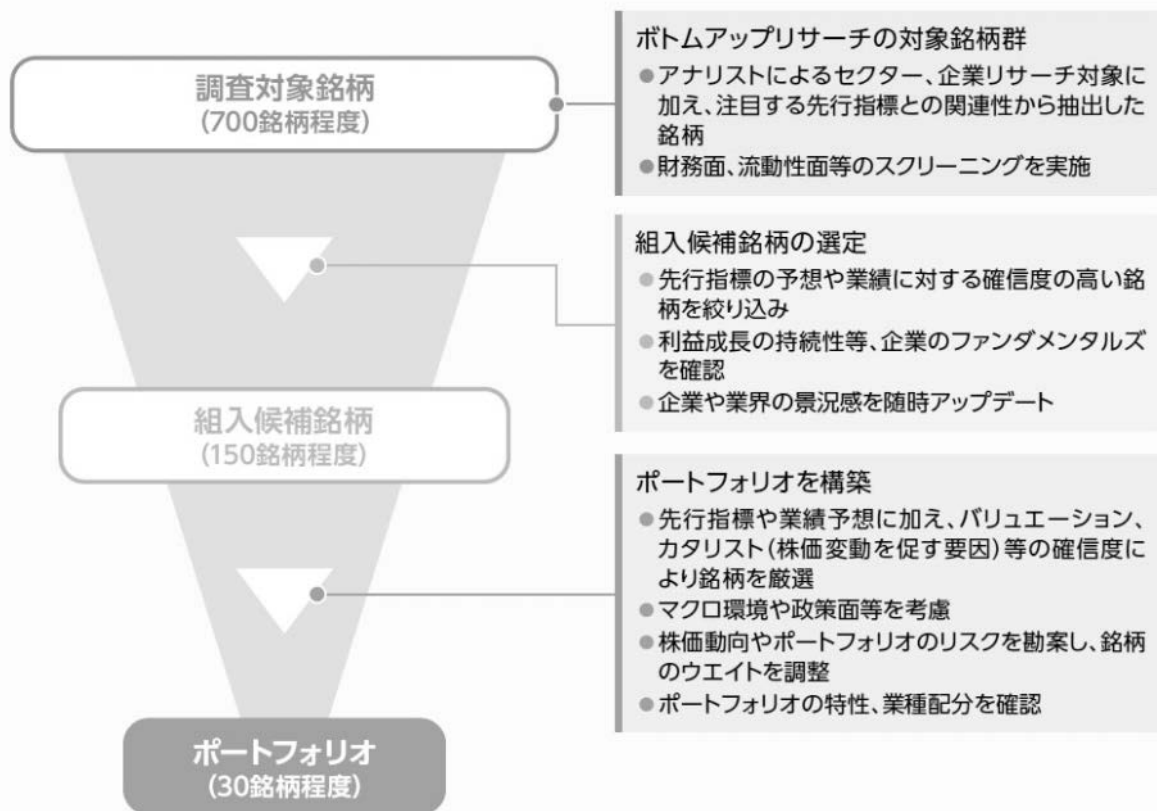 調査対象銘柄
(700銘柄程度)
ボトムアップリサーチの対象銘柄群
●アナリストによるセクター、企業リサーチ対象に
加え、注目する先行指標との関連性から抽出した
銘柄
●財務面、流動性面等のスクリーニングを実施
組入候補銘柄の選定
●先行指標の予想や業績に対する確信度の高い銘
柄を絞り込み
●利益成長の持続性等、企業のファンダメンタルズ
を確認
●企業や業界の景況感を随時アップデート
組入候補銘柄
(150銘柄程度)
ポートフォリオを構築
●先行指標や業績予想に加え、バリュエーション、
カタリスト(株価変動を促す要因)等の確信度に
より銘柄を厳選
●マクロ環境や政策面等を考慮
●株価動向やポートフォリオのリスクを勘案し、銘柄
のウエイトを調整
●ポートフォリオの特性、業種配分を確認
ポートフォリオ
(30銘柄程度)